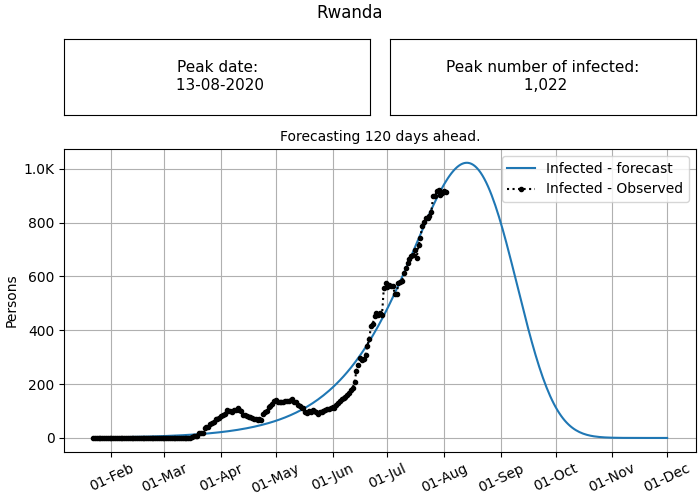 Rwanda
Peak date:
13-08-2020
Peak number of infected:
1,022
Forecasting 120 days ahead.
Infected - forecast
Infected - Observed
1.0K
800
600
400
200
0
Persons
01-Feb
01-Mar
01-Apr
01-May
01-Jun
01-Jul
01-Aug
01-Sep
01-Oct
01-Nov
01-Dec